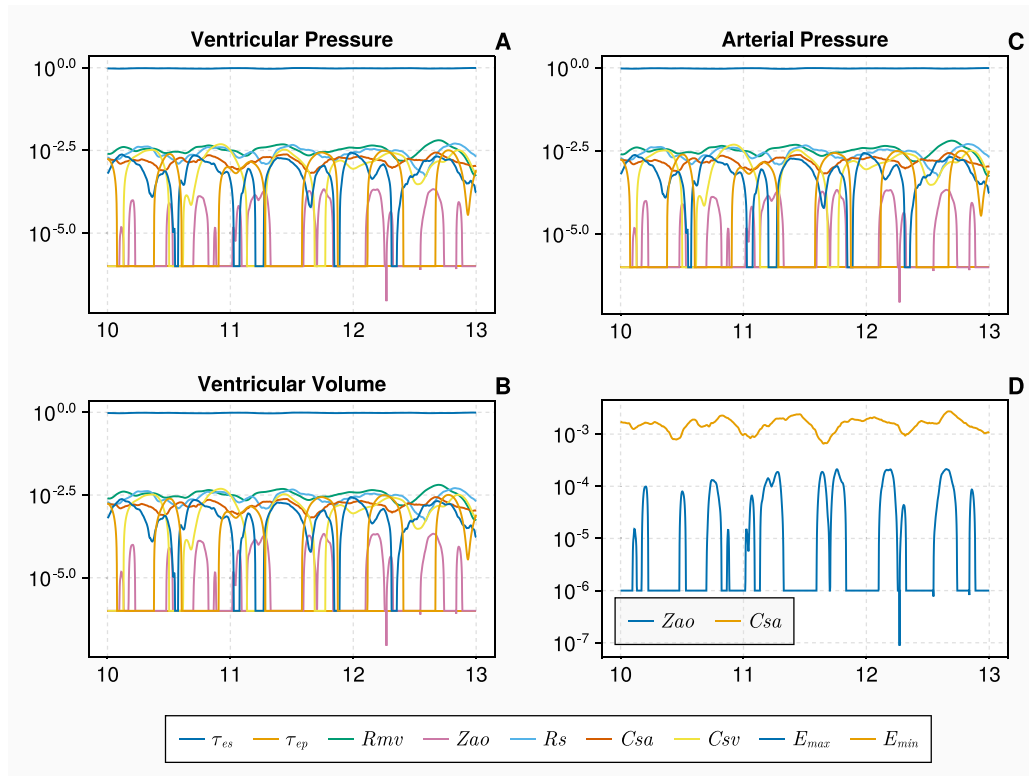 Ventricular Pressure A
10^0.0
10^-2.5
10^-5.0
10 11 12 13
Arterial Pressure C
10^0.0
10^-2.5
10^-5.0
10 11 12 13
Ventricular Volume B
10^0.0
10^-2.5
10^-5.0
10 11 12 13
D
10^-3
10^-4
10^-5
10^-6
10^-7
Zao Csa
10 11 12 13
τ_es τ_ep Rmv Zao Rs Csa Csv E_max E_min